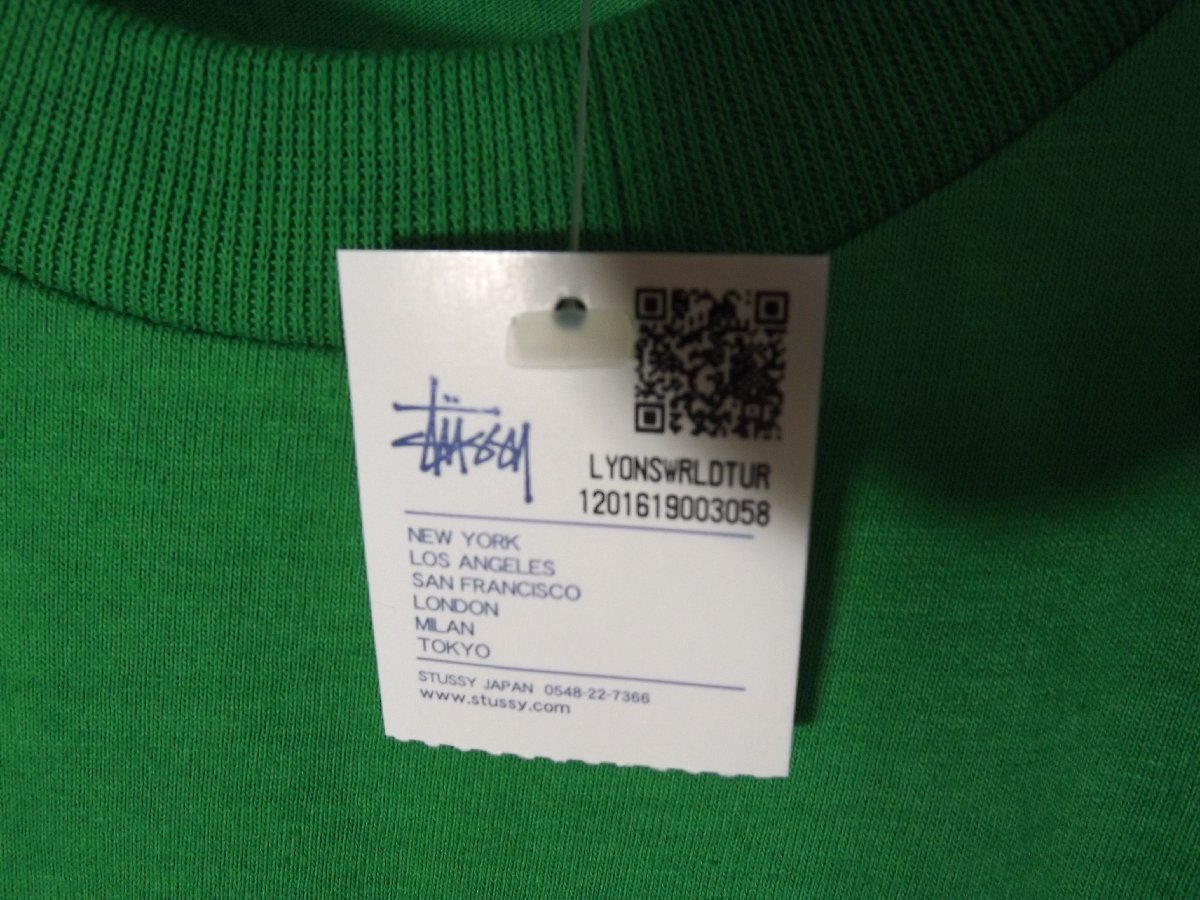 Stüssy
LYONSWRLDTUR
1201619003058
NEW YORK
LOS ANGELES
SAN FRANCISCO
LONDON
MILAN
TOKYO
STUSSY JAPAN 0548-22-7366
www.stussy.com